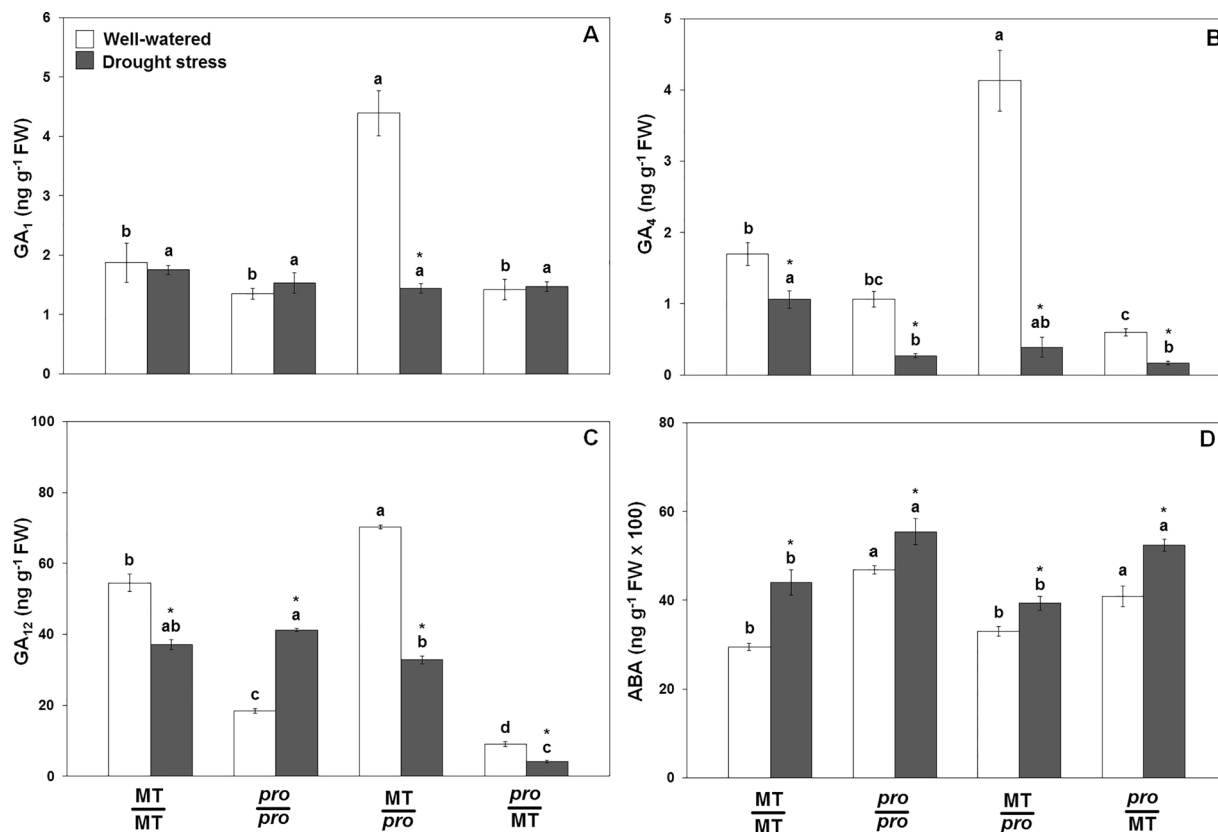 A
Well-watered
Drought stress
GA₁ (ng g⁻¹ FW)
6
5
4
3
2
1
0
b
a
b
a
a
*
a
b
a
B
GA₄ (ng g⁻¹ FW)
5
4
3
2
1
0
b
*
a
bc
*
b
a
*
ab
c
*
b
C
GA₁₂ (ng g⁻¹ FW)
100
80
60
40
20
0
b
*
ab
c
*
a
a
*
b
d
*
c
MT
MT
pro
pro
MT
pro
pro
MT
D
ABA (ng g⁻¹ FW x 100)
80
60
40
20
0
b
*
b
a
*
a
b
*
b
a
*
a
MT
MT
pro
pro
MT
pro
pro
MT